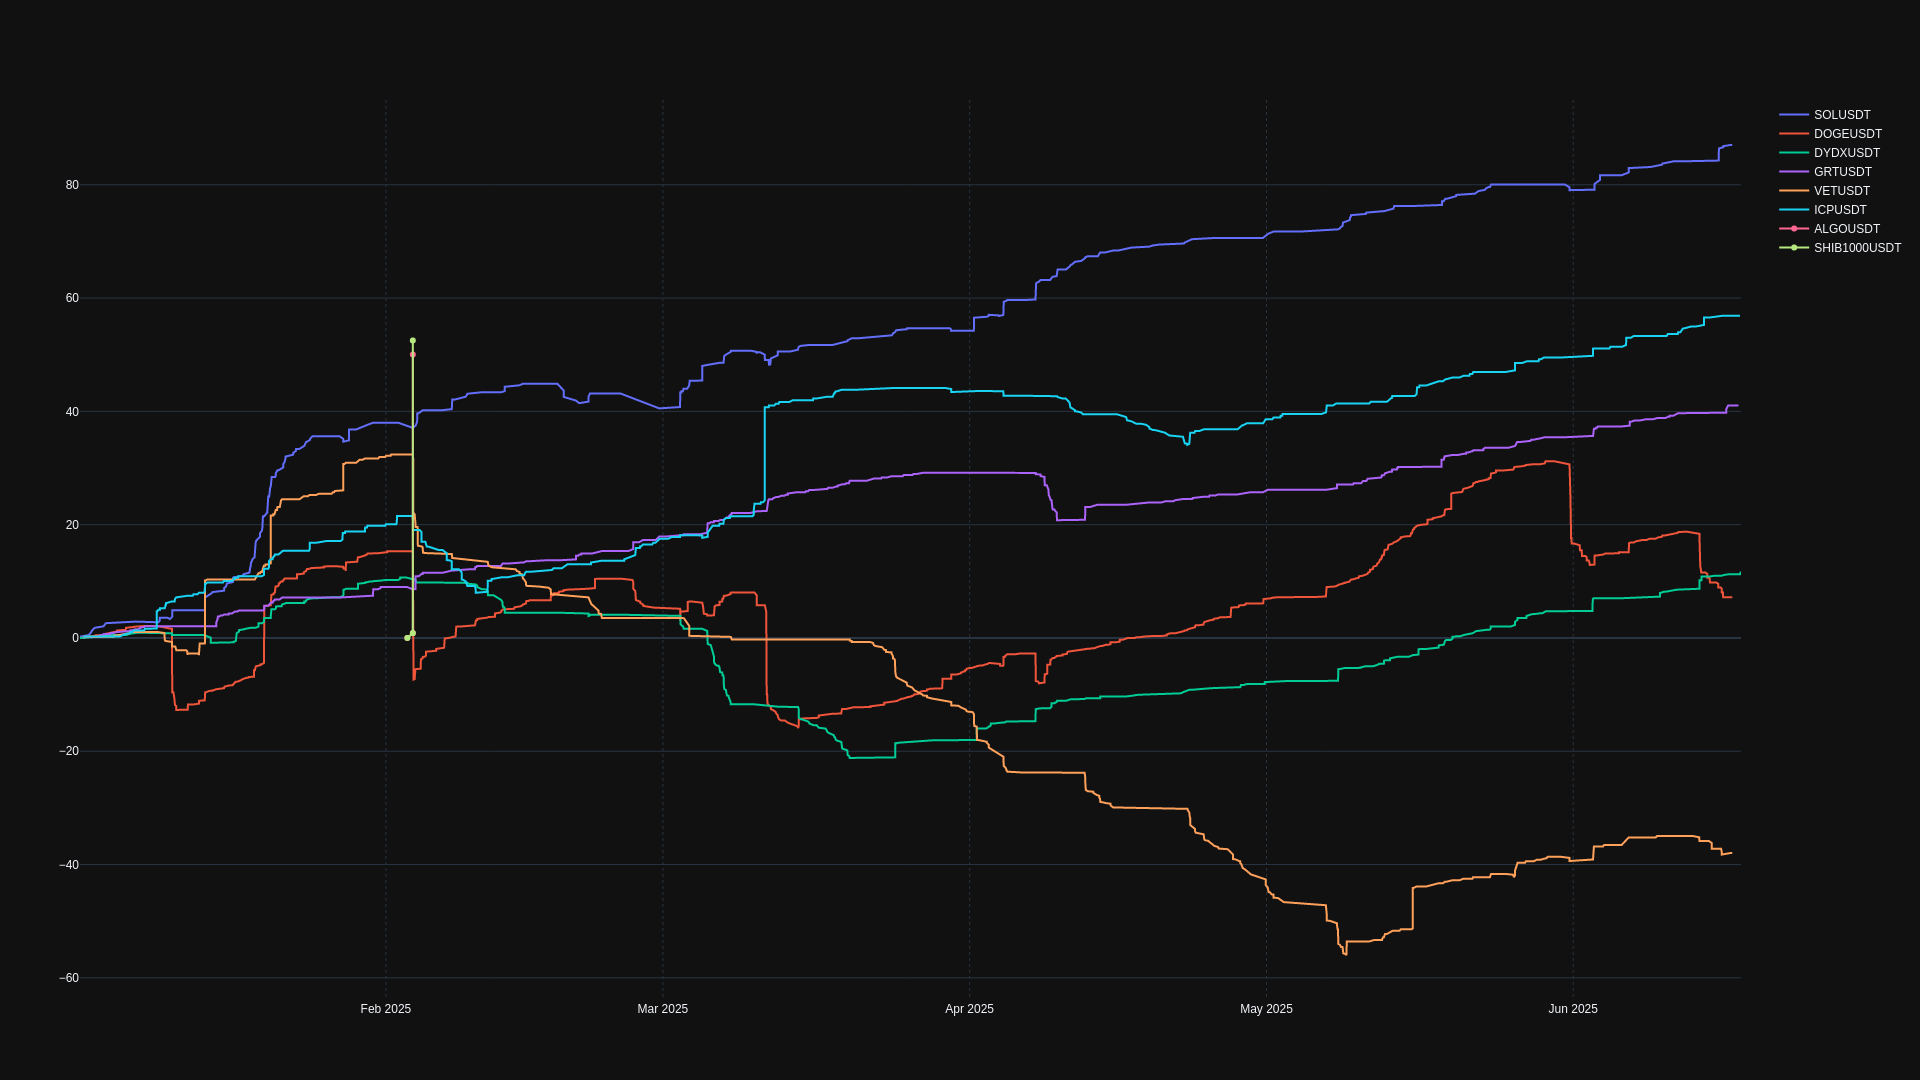 SOLUSDT
DOGEUSDT
DYDXUSDT
GRTUSDT
VETUSDT
ICPUSDT
ALGOUSDT
SHIB1000USDT
80
60
40
20
0
−20
−40
−60
Feb 2025
Mar 2025
Apr 2025
May 2025
Jun 2025